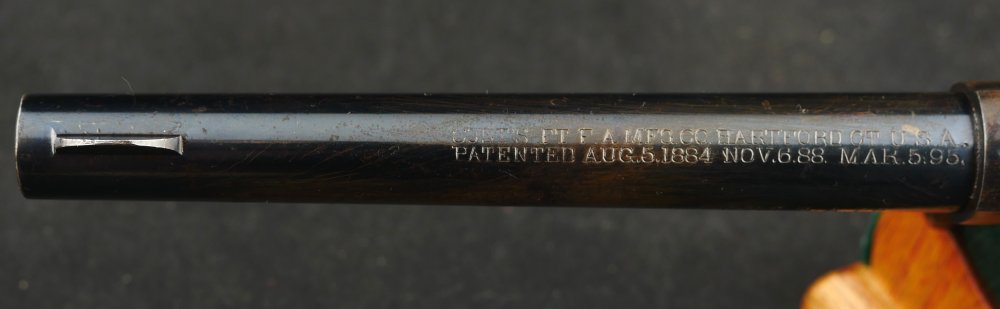 COLT'S PT. F.A. MFG. CO. HARTFORD CT. U.S.A.
PATENTED AUG.5.1884 NOV.6.88. MAR.5.95.